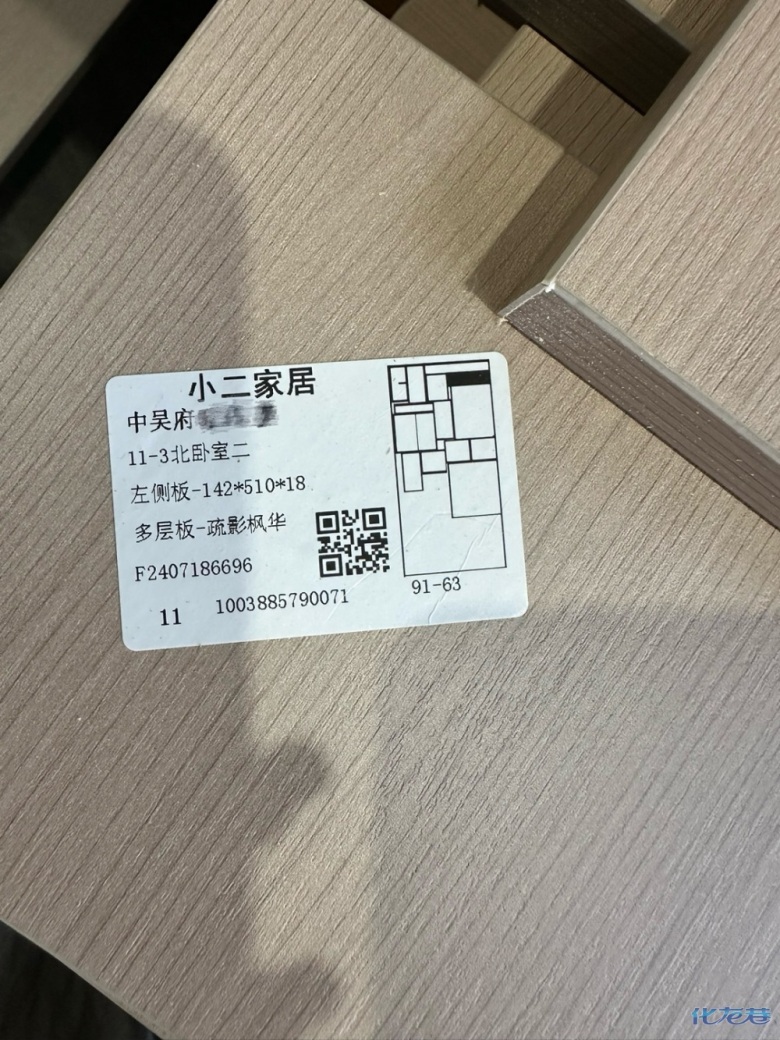 小二家居
中吴府
11-3北卧室二
左侧板-142*510*18
多层板-疏影枫华
F2407186696
11 1003885790071
91-63
化龙巷